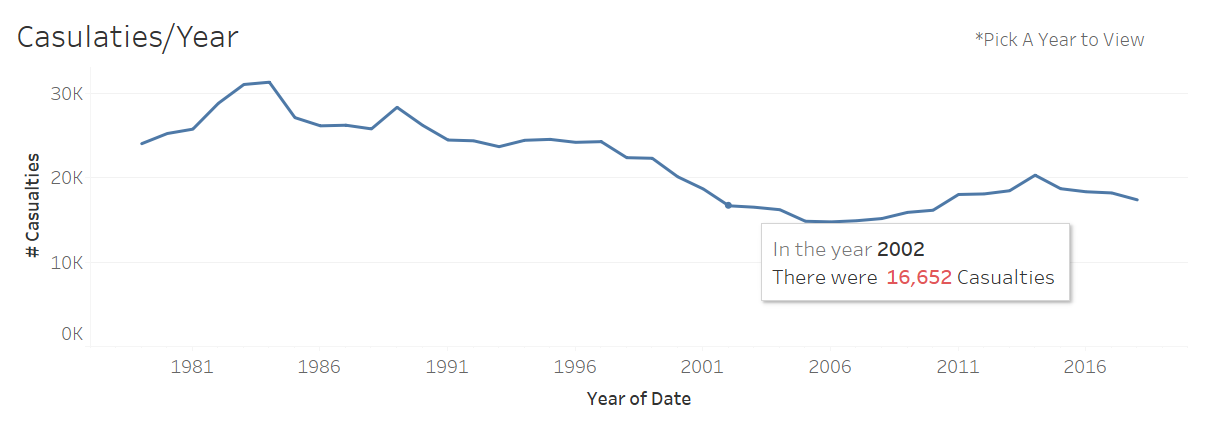 Casulaties/Year
*Pick A Year to View
30K
20K
10K
0K
# Casualties
In the year 2002
There were 16,652 Casualties
1981 1986 1991 1996 2001 2006 2011 2016
Year of Date